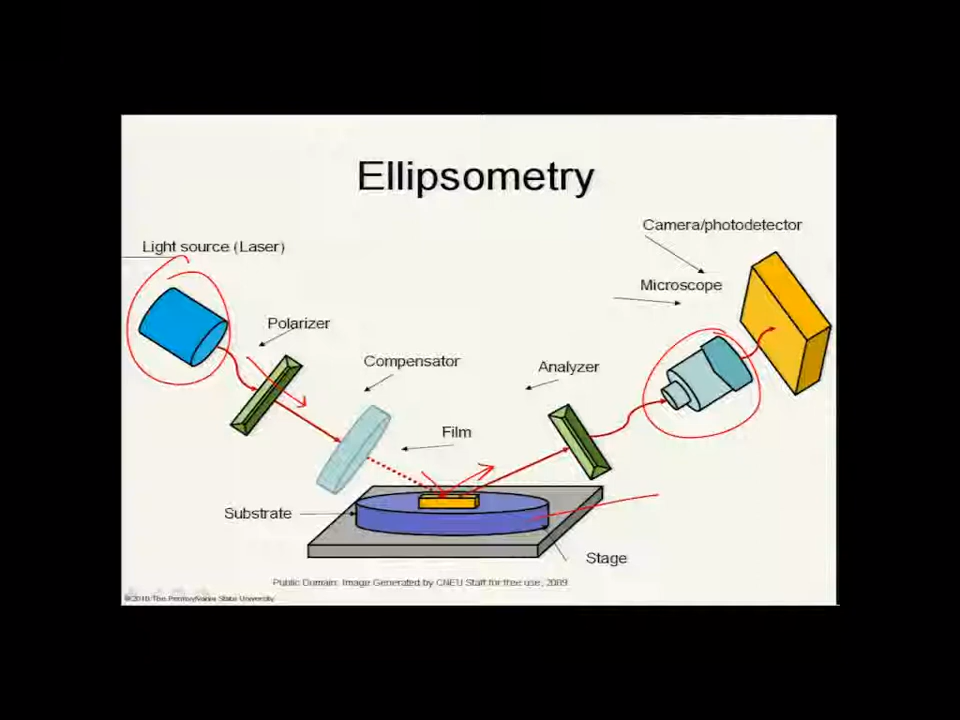 Ellipsometry
Camera/photodetector
Light source (Laser)
Microscope
Polarizer
Compensator
Analyzer
Film
Substrate
Stage
Public Domain: Image Generated by CNEU Staff for free use, 2009
©2010 The Pennsylvania State University